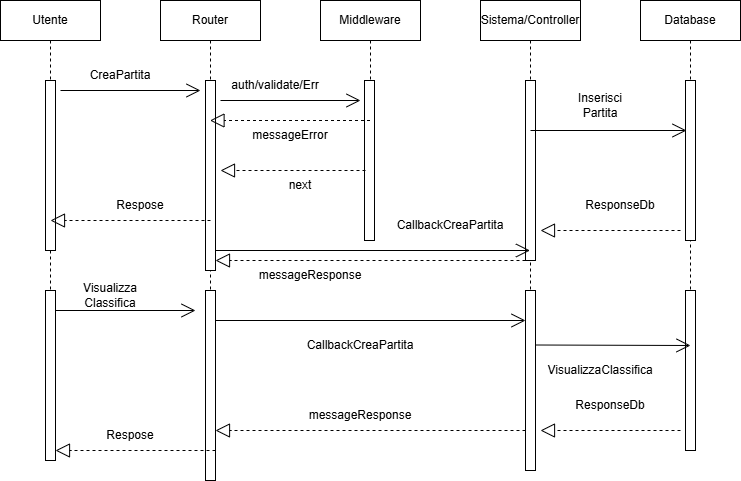 Utente
Router
Middleware
Sistema/Controller
Database
CreaPartita
auth/validate/Err
Inserisci
Partita
messageError
next
Respose
ResponseDb
CallbackCreaPartita
messageResponse
Visualizza
Classifica
CallbackCreaPartita
VisualizzaClassifica
ResponseDb
messageResponse
Respose